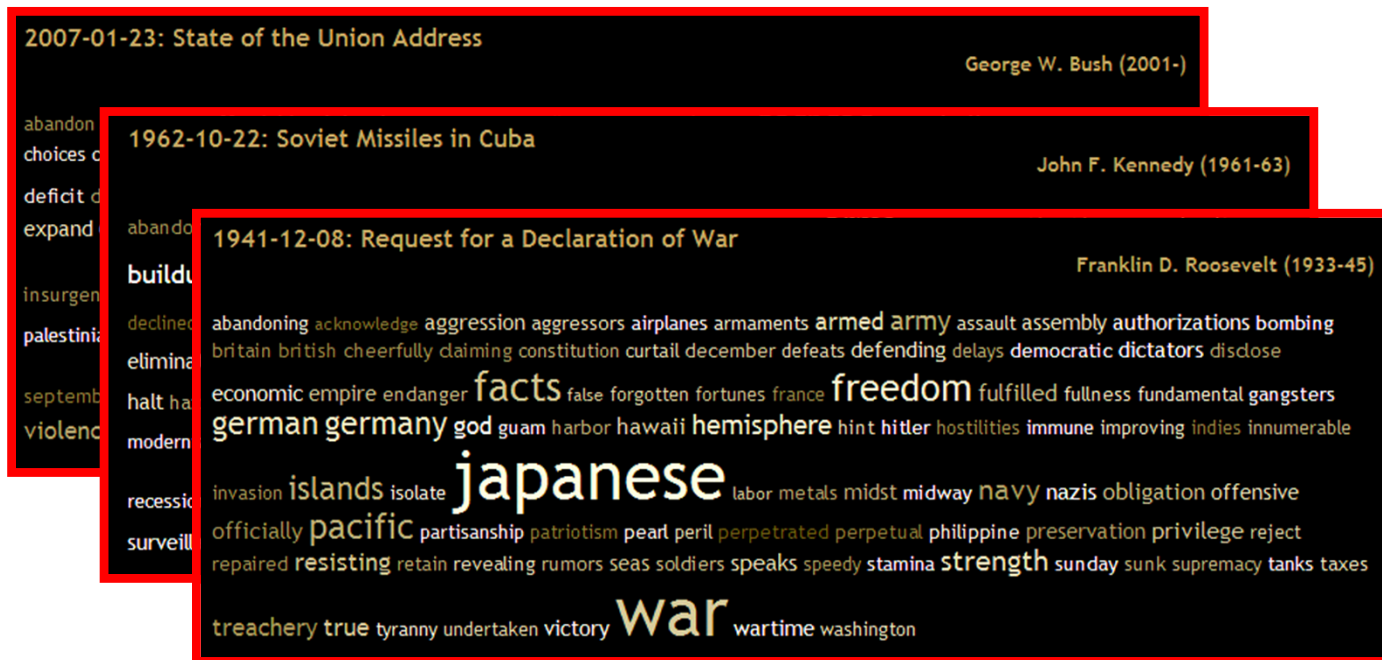 2007-01-23: State of the Union Address
George W. Bush (2001-)
abandon
choices
deficit
expand
palestinia
violenc
1962-10-22: Soviet Missiles in Cuba
John F. Kennedy (1961-63)
abando
buildu
declined
elimina
halt ha
modern
recessio
surveill
1941-12-08: Request for a Declaration of War
Franklin D. Roosevelt (1933-45)
abandoning acknowledge aggression aggressors airplanes armaments armed army assault assembly authorizations bombing
britain british cheerfully claiming constitution curtail december defeats defending delays democratic dictators disclose
economic empire endanger facts false forgotten fortunes france freedom fulfilled fullness fundamental gangsters
german germany god guam harbor hawaii hemisphere hint hitler hostilities immune improving indies innumerable
invasion islands isolate japanese labor metals midst midway navy nazis obligation offensive
officially pacific partisanship patriotism pearl peril perpetrated perpetual philippine preservation privilege reject
repaired resisting retain revealing rumors seas soldiers speaks speedy stamina strength sunday sunk supremacy tanks taxes
treachery true tyranny undertaken victory war wartime washington